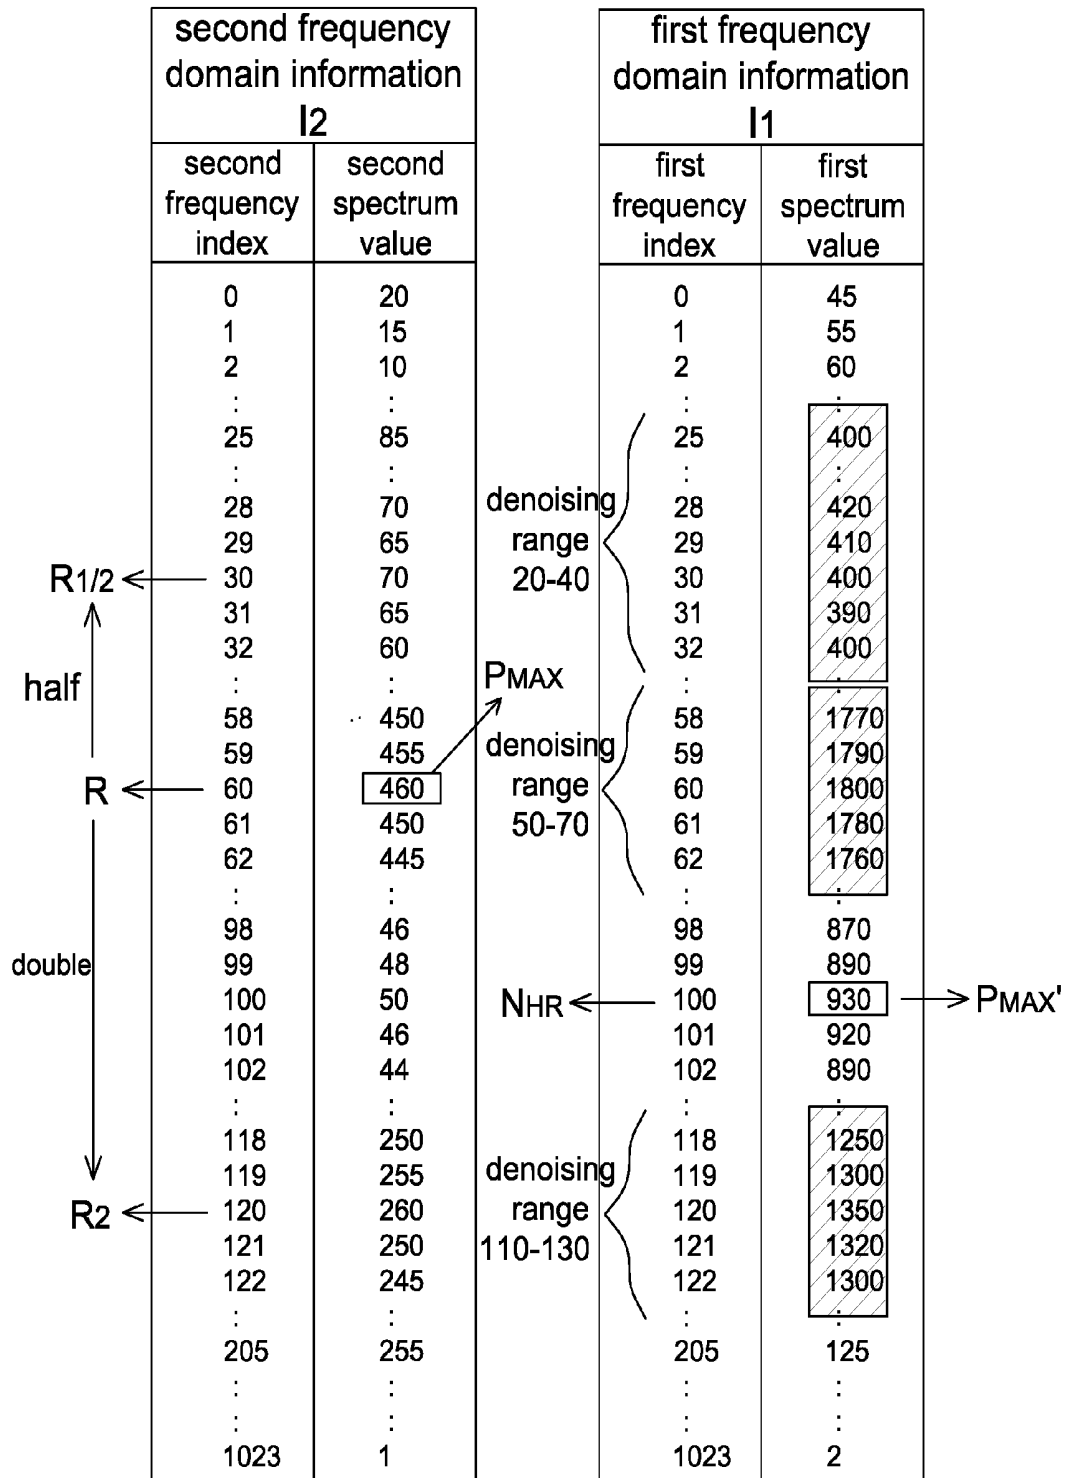 second frequency
domain information
I2
second
frequency
index
second
spectrum
value
first frequency
domain information
I1
first
frequency
index
first
spectrum
value
0 20 0 45
1 15 1 55
2 10 2 60
: : : :
25 85 25 400
: : : :
28 70 denoising 28 420
29 65 range 29 410
R1/2 30 70 20-40 30 400
31 65 31 390
32 60 32 400
half : : PMAX : :
58 450 58 1770
59 455 denoising 59 1790
R 60 460 range 60 1800
61 450 50-70 61 1780
62 445 62 1760
: : : :
98 46 98 870
double 99 48 99 890
100 50 NHR 100 930 PMAX'
101 46 101 920
102 44 102 890
: : : :
118 250 118 1250
119 255 denoising 119 1300
R2 120 260 range 120 1350
121 250 110-130 121 1320
122 245 122 1300
: : : :
205 255 205 125
: : : :
: : : :
1023 1 1023 2